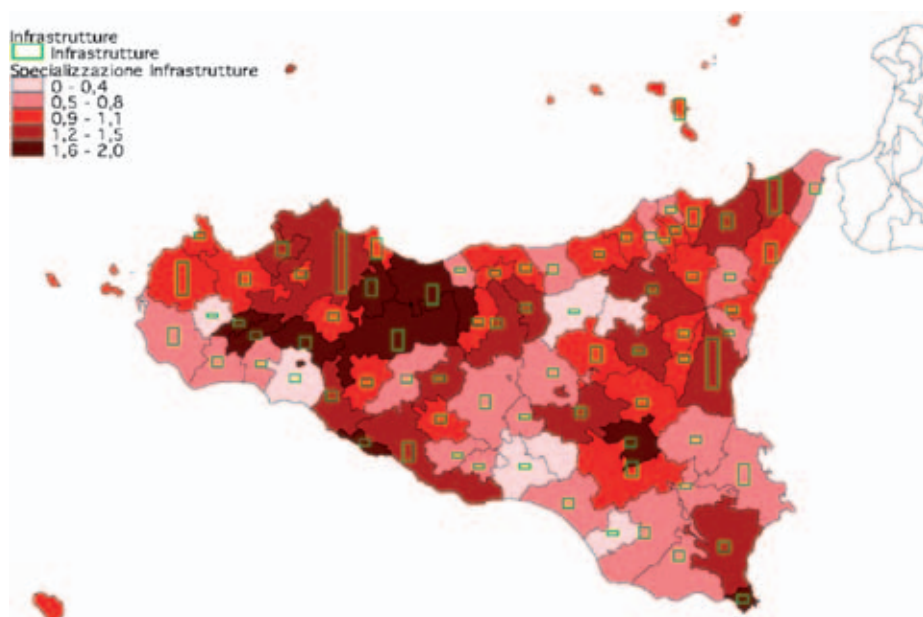 Infrastrutture
Infrastrutture
Specializzazione Infrastrutture
0 - 0,4
0,5 - 0,8
0,9 - 1,1
1,2 - 1,5
1,6 - 2,0